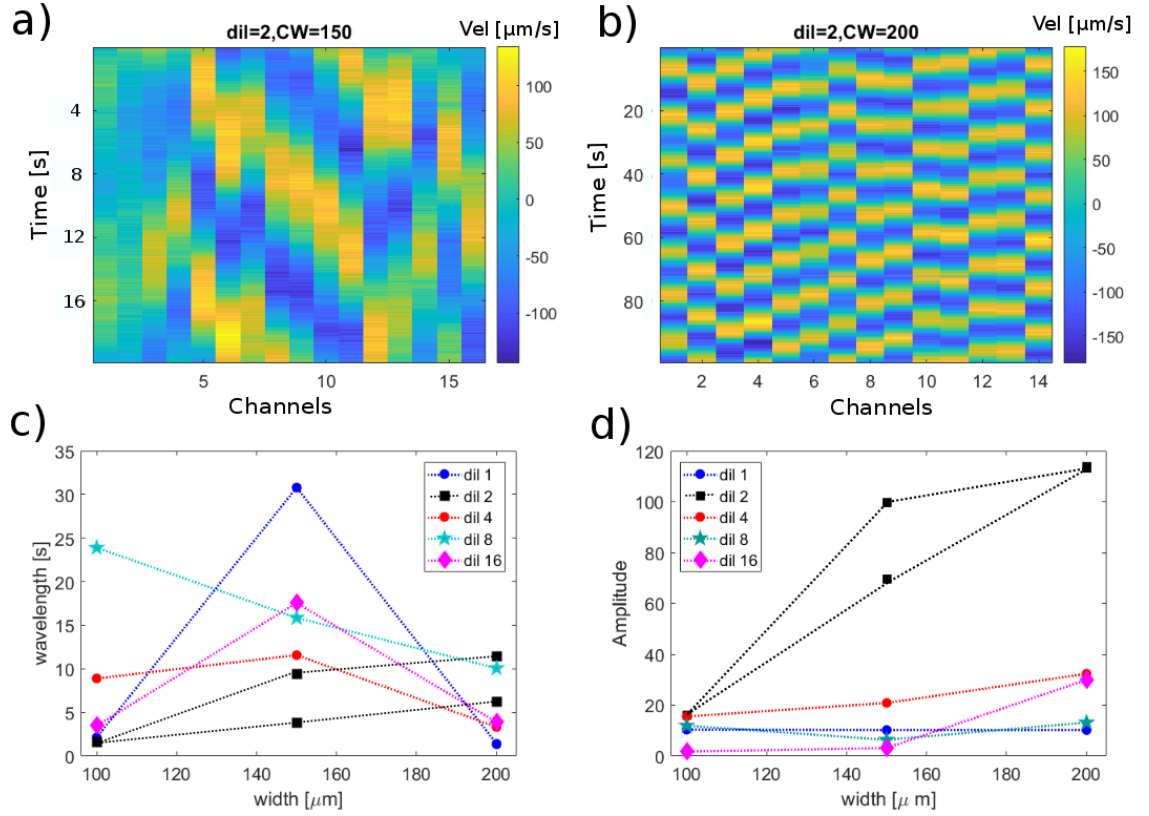 a)
dil=2,CW=150
Vel [µm/s]
4
8
12
16
Time [s]
5
10
15
Channels
100
50
0
-50
-100
b)
dil=2,CW=200
Vel [µm/s]
20
40
60
80
Time [s]
2
4
6
8
10
12
14
Channels
150
100
50
0
-50
-100
-150
c)
35
30
25
20
15
10
5
0
wavelength [s]
100
120
140
160
180
200
width [μm]
dil 1
dil 2
dil 4
dil 8
dil 16
d)
120
100
80
60
40
20
0
Amplitude
100
120
140
160
180
200
width [μ m]
dil 1
dil 2
dil 4
dil 8
dil 16